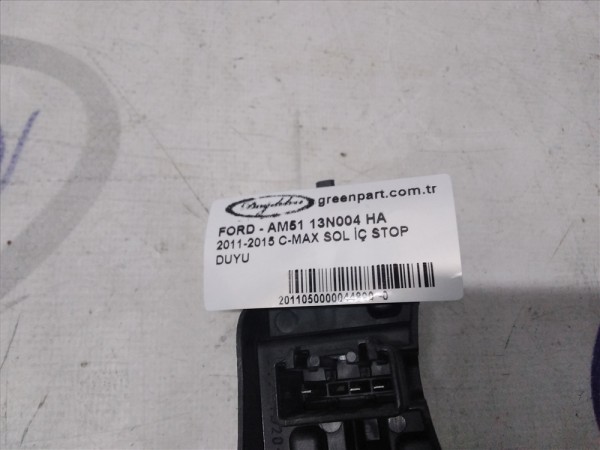 greenpart.com.tr
FORD - AM51 13N004 HA
2011-2015 C-MAX SOL İÇ STOP
DUYU